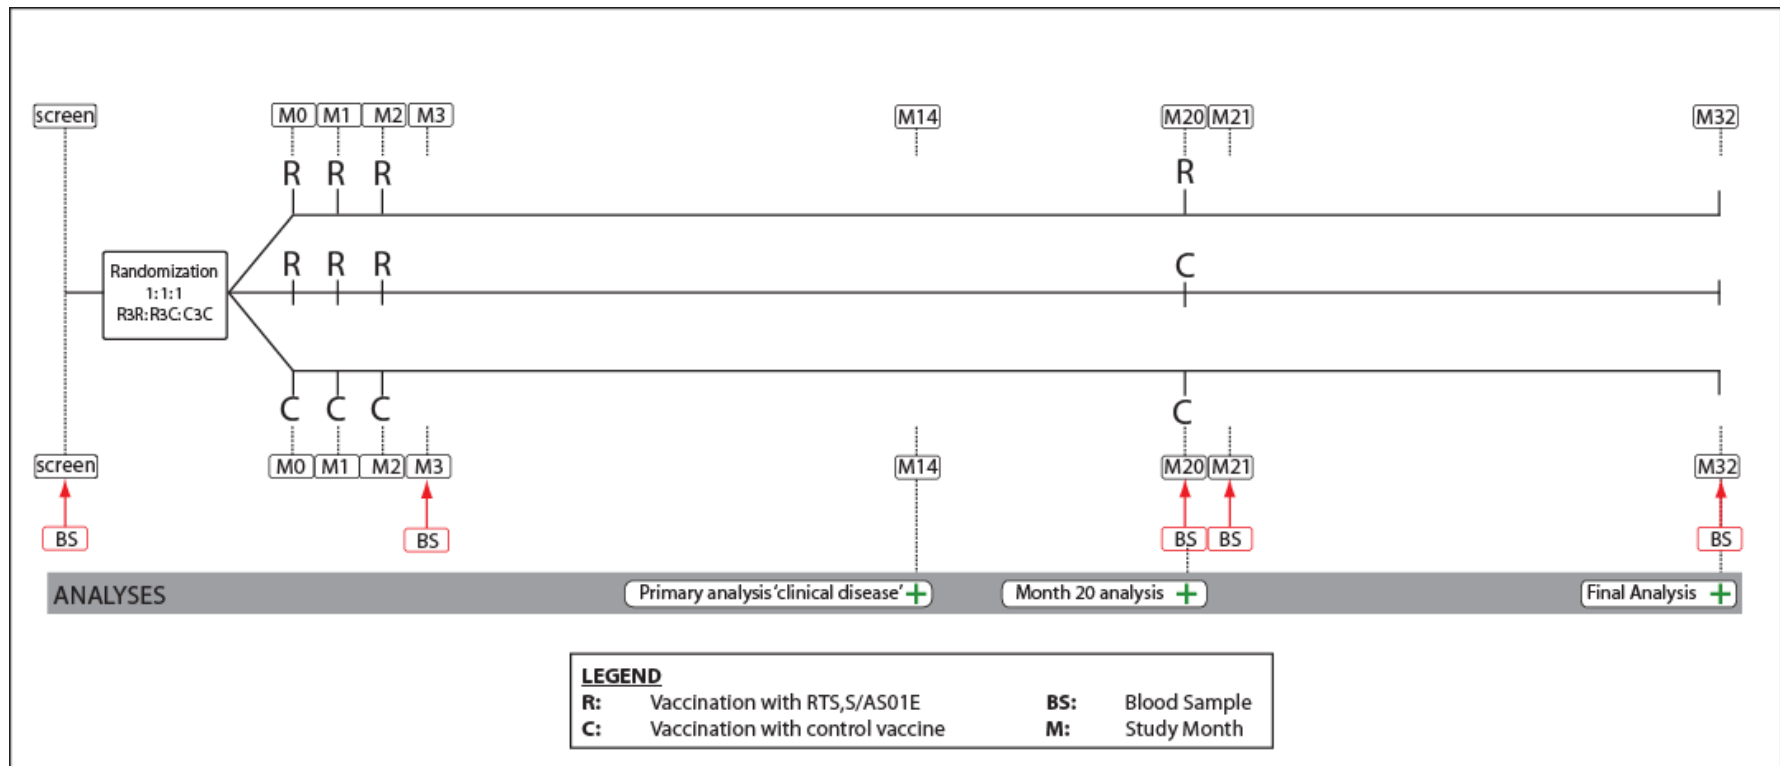 screen M0 M1 M2 M3 M14 M20 M21 M32
R R R R
Randomization
1:1:1
R3R:R3C:C3C
R R R C
C C C C
screen M0 M1 M2 M3 M14 M20 M21 M32
BS BS BS BS BS
ANALYSES Primary analysis 'clinical disease' + Month 20 analysis + Final Analysis +
LEGEND
R: Vaccination with RTS,S/AS01E BS: Blood Sample
C: Vaccination with control vaccine M: Study Month